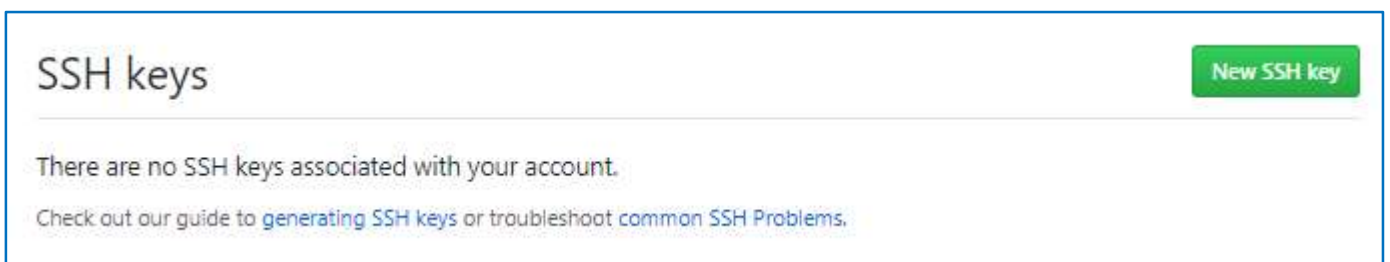 SSH keys
New SSH key
There are no SSH keys associated with your account.
Check out our guide to generating SSH keys or troubleshoot common SSH Problems.